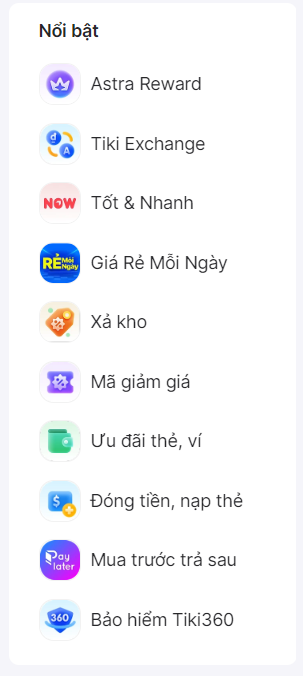 Nổi bật
Astra Reward
d A
Tiki Exchange
NOW
Tốt & Nhanh
RẺ Mỗi Ngày
Giá Rẻ Mỗi Ngày
Xả kho
Mã giảm giá
Ưu đãi thẻ, ví
$
Đóng tiền, nạp thẻ
Pay later
Mua trước trả sau
360
Bảo hiểm Tiki360